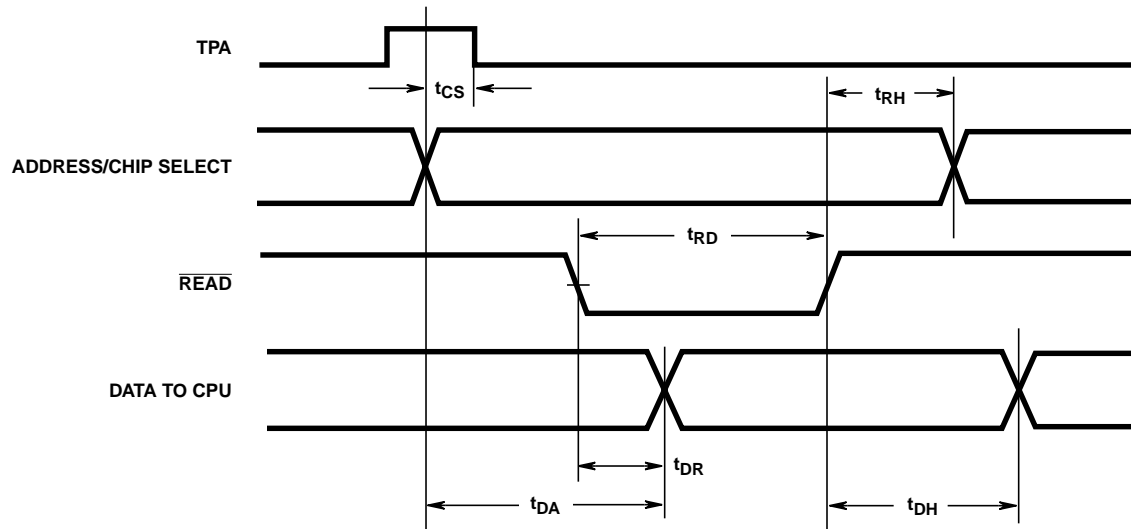 TPA
tCS
tRH
ADDRESS/CHIP SELECT
tRD
READ
DATA TO CPU
tDR
tDA
tDH